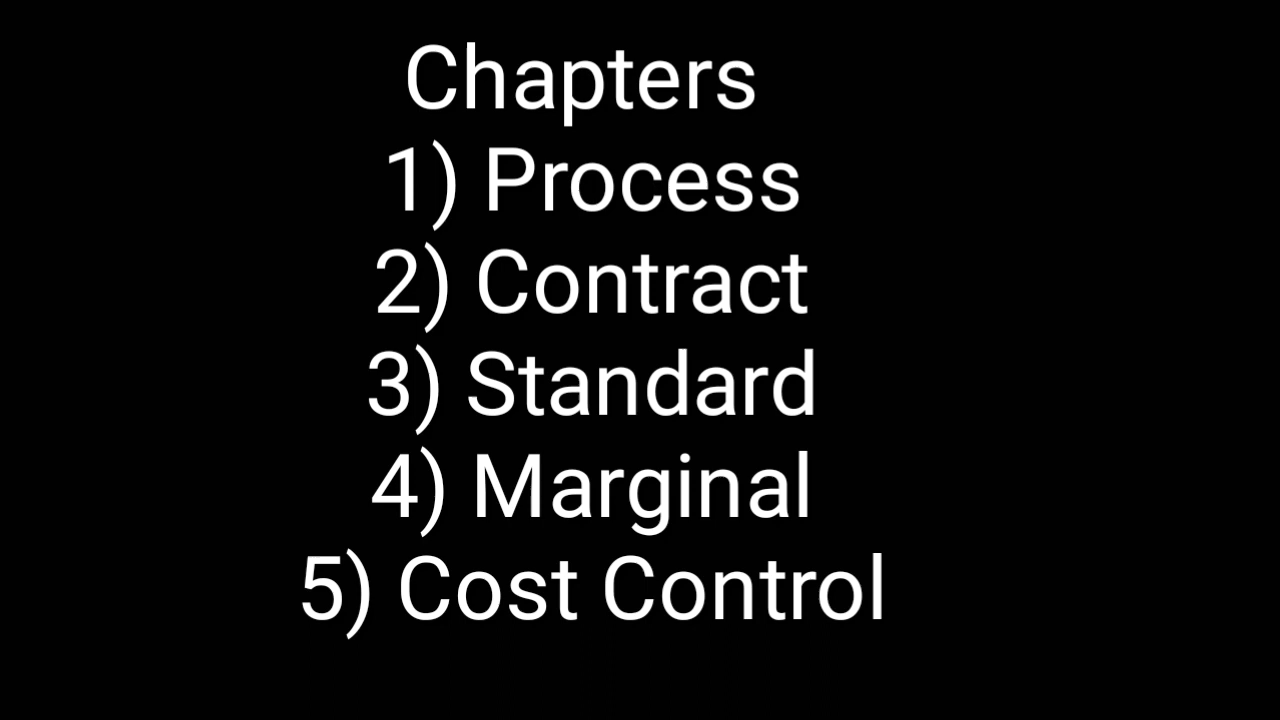 Chapters
1) Process
2) Contract
3) Standard
4) Marginal
5) Cost Control